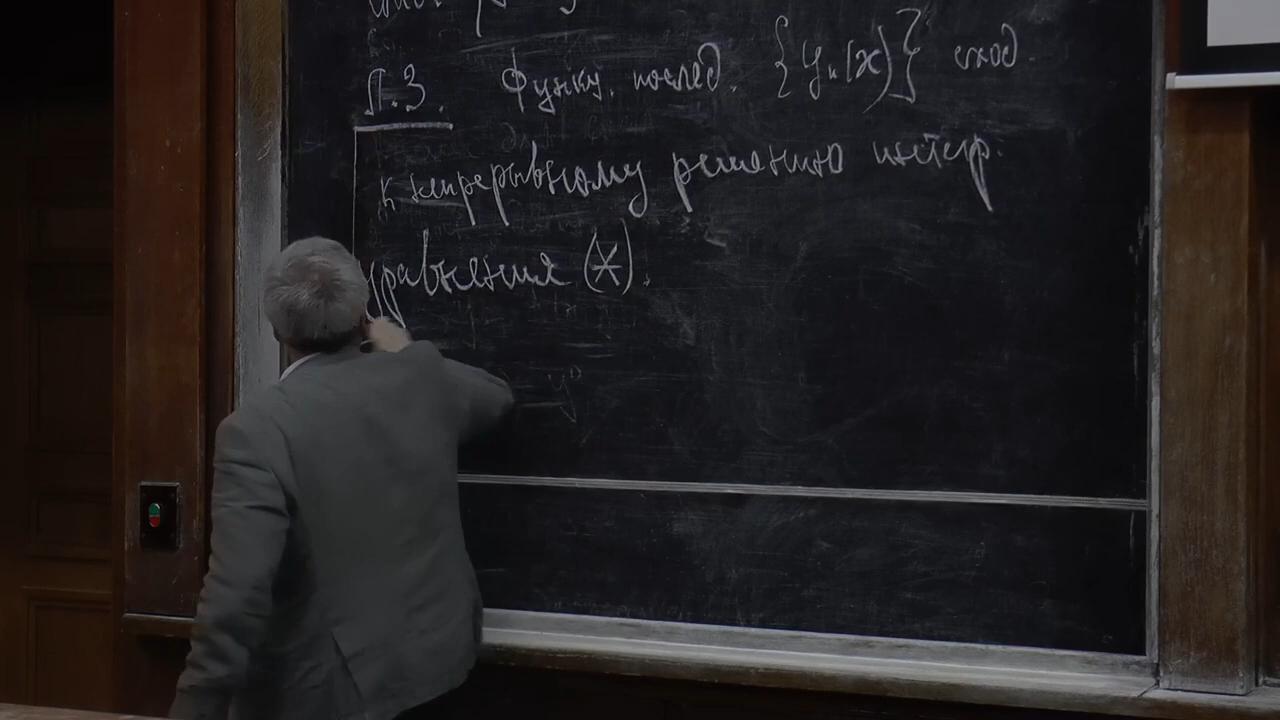 Л.3. Функц. послед. {yₙ(x)} сход.
к непрерывному решению интегр.
уравнения (*).